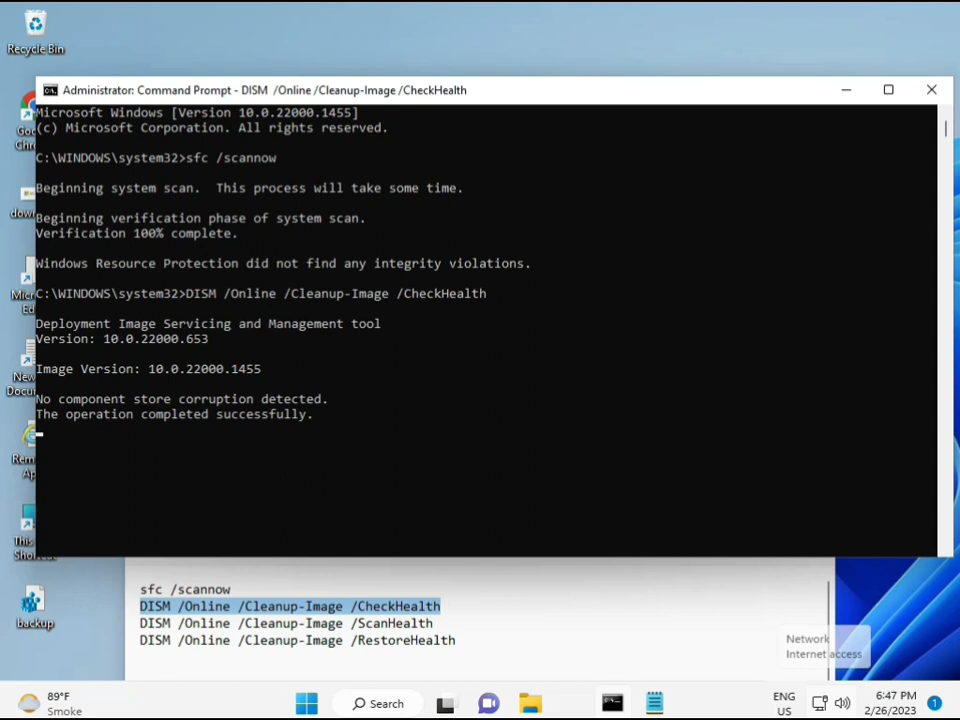 Recycle Bin
Administrator: Command Prompt - DISM /Online /Cleanup-Image /CheckHealth
Microsoft Windows [Version 10.0.22000.1455]
(c) Microsoft Corporation. All rights reserved.
C:\WINDOWS\system32>sfc /scannow
Beginning system scan.  This process will take some time.
Beginning verification phase of system scan.
Verification 100% complete.
Windows Resource Protection did not find any integrity violations.
C:\WINDOWS\system32>DISM /Online /Cleanup-Image /CheckHealth
Deployment Image Servicing and Management tool
Version: 10.0.22000.653
Image Version: 10.0.22000.1455
No component store corruption detected.
The operation completed successfully.
backup
sfc /scannow
DISM /Online /Cleanup-Image /CheckHealth
DISM /Online /Cleanup-Image /ScanHealth
DISM /Online /Cleanup-Image /RestoreHealth
Network
Internet access
89°F
Smoke
Search
ENG
US
6:47 PM
2/26/2023
1